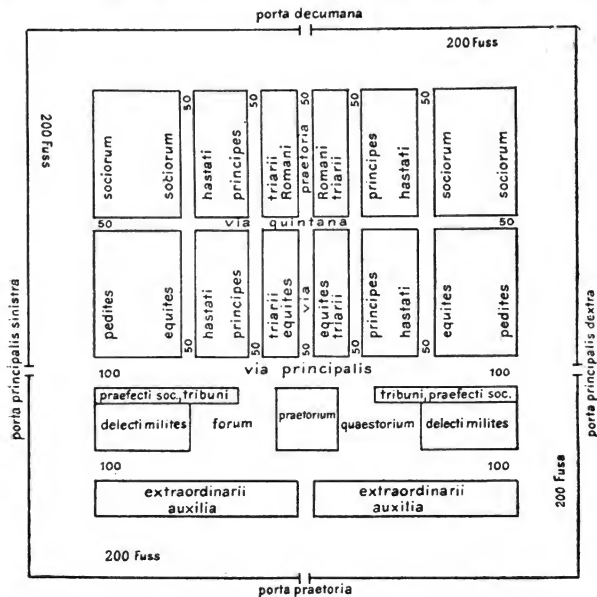 porta decumana
200 Fuss
200 Fuss
50
50
50
50
50
sociorum
sociorum
hastati
principes
triarii
Romani
praetoria
Romani
triarii
principes
hastati
sociorum
sociorum
50
via quintana
50
pedites
equites
hastati
principes
triarii
equites
via
equites
triarii
principes
hastati
equites
pedites
50
50
50
50
50
porta principalis sinistra
porta principalis dextra
100
via principalis
100
praefecti soc., tribuni
tribuni, praefecti soc.
delecti milites
forum
praetorium
quaestorium
delecti milites
100
100
extraordinarii
auxilia
extraordinarii
auxilia
200 Fuss
200 Fuss
porta praetoria